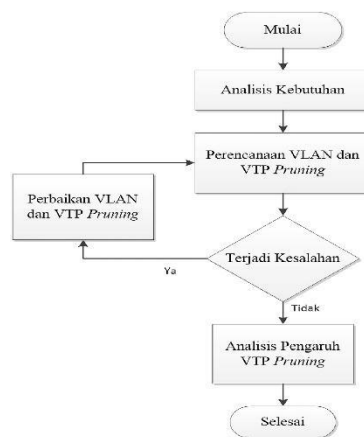 Mulai
Analisis Kebutuhan
Perencanaan VLAN dan
VTP Pruning
Perbaikan VLAN
dan VTP Pruning
Terjadi Kesalahan
Ya
Tidak
Analisis Pengaruh
VTP Pruning
Selesai